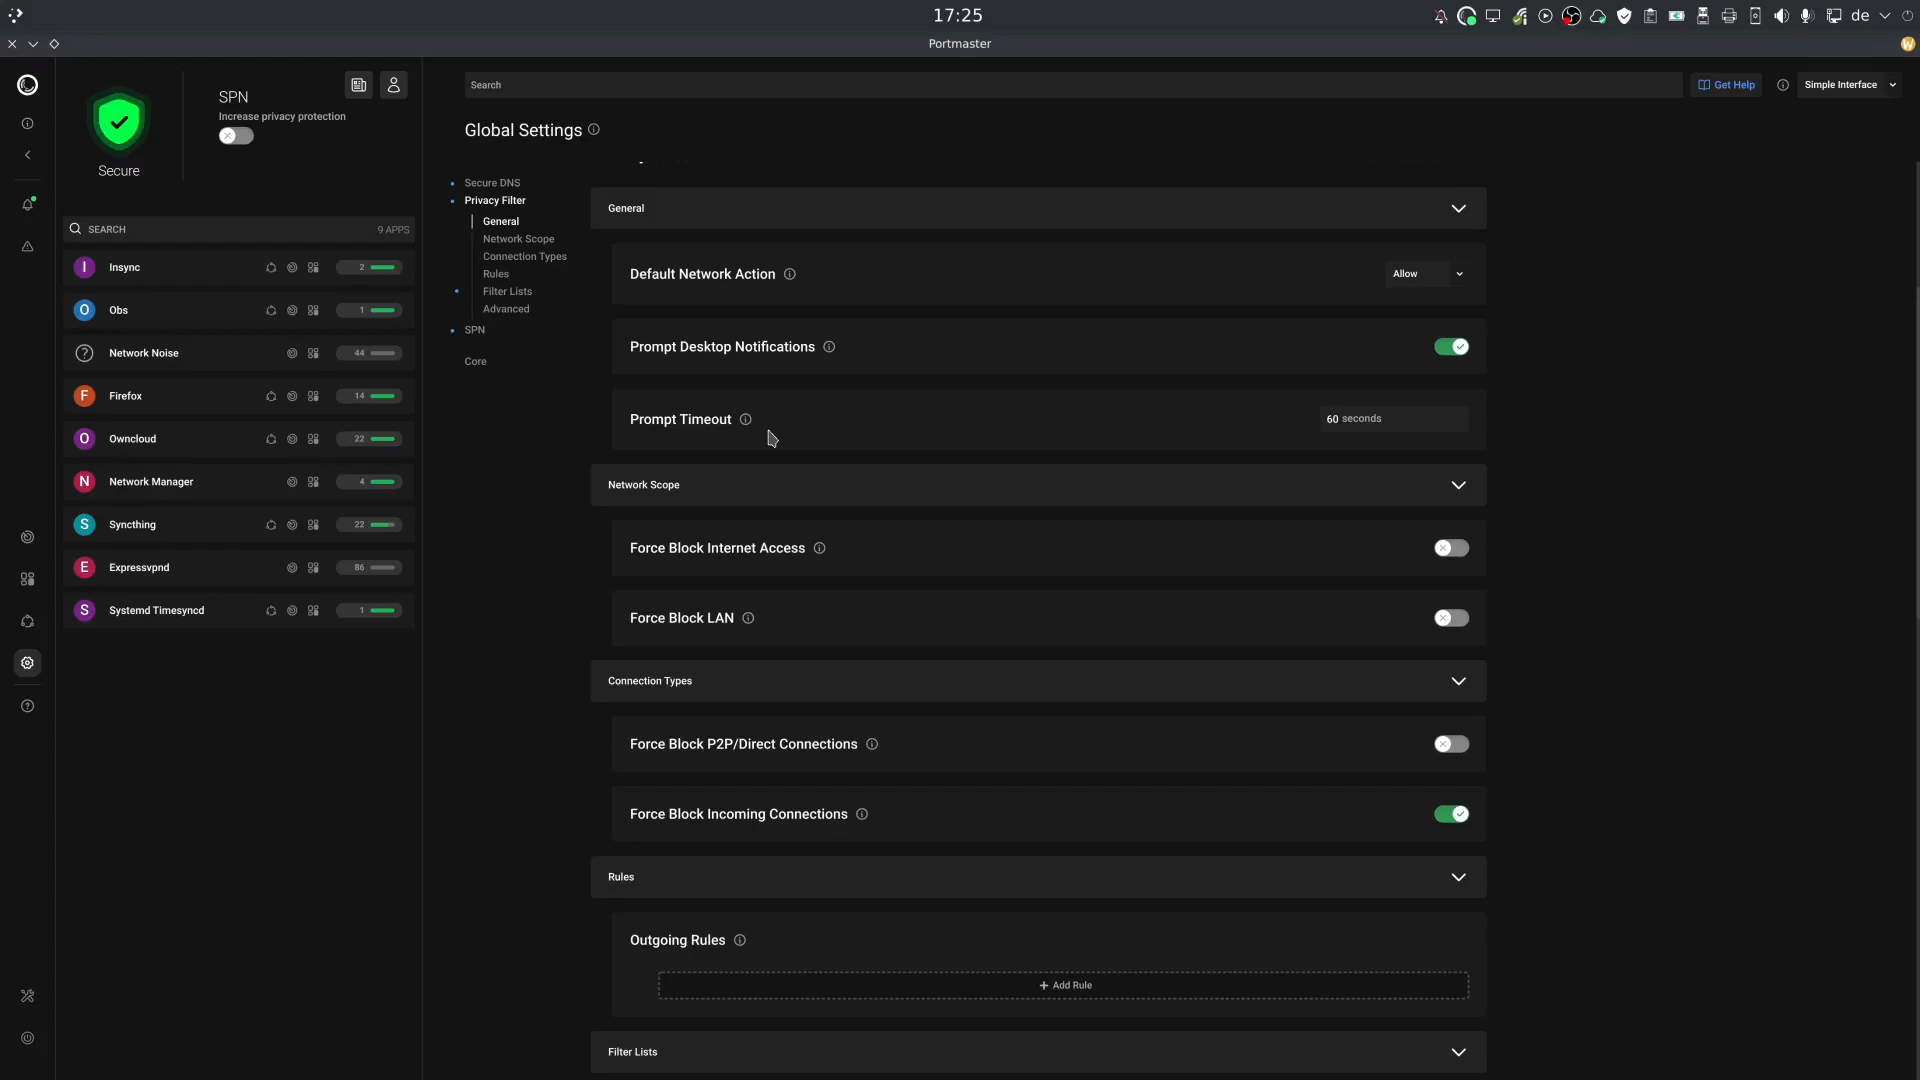 17:25
de
Portmaster
SPN
Increase privacy protection
Secure
SEARCH
9 APPS
I Insync 2
O Obs 1
? Network Noise 44
F Firefox 14
O Owncloud 22
N Network Manager 4
S Syncthing 22
E Expressvpnd 86
S Systemd Timesyncd 1
Search
Get Help
Simple Interface
Global Settings
Secure DNS
Privacy Filter
General
Network Scope
Connection Types
Rules
Filter Lists
Advanced
SPN
Core
General
Default Network Action
Allow
Prompt Desktop Notifications
Prompt Timeout
60 seconds
Network Scope
Force Block Internet Access
Force Block LAN
Connection Types
Force Block P2P/Direct Connections
Force Block Incoming Connections
Rules
Outgoing Rules
+ Add Rule
Filter Lists